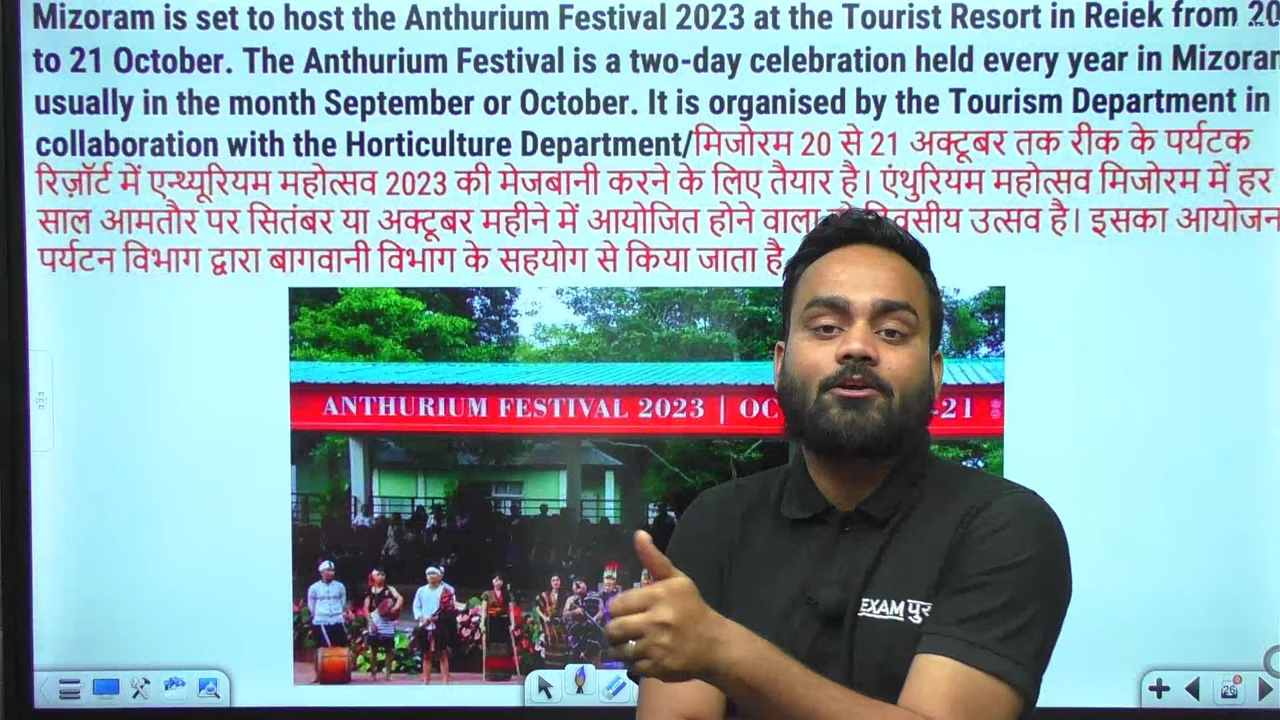 Mizoram is set to host the Anthurium Festival 2023 at the Tourist Resort in Reiek from 20
to 21 October. The Anthurium Festival is a two-day celebration held every year in
usually in the month September or October. It is organised by the Tourism Department in
collaboration with the Horticulture Department/मिजोरम 20 से 21 अक्टूबर तक रीक के पर्यटक
रिज़ॉर्ट में एन्थ्यूरियम महोत्सव 2023 की मेजबानी करने के लिए तैयार है। एंथुरियम महोत्सव मिजोरम में हर
साल आमतौर पर सितंबर या अक्टूबर महीने में आयोजित होने वाला उत्सव है। इसका आयोजन
पर्यटन विभाग द्वारा बागवानी विभाग के सहयोग से किया जाता है
ANTHURIUM FESTIVAL 2023 | OC -21
EXAM पुर